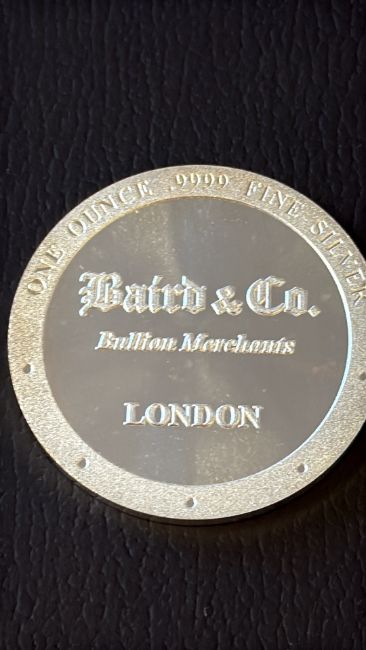 ONE OUNCE .9999 FINE SILVER
Baird & Co.
Bullion Merchants
LONDON